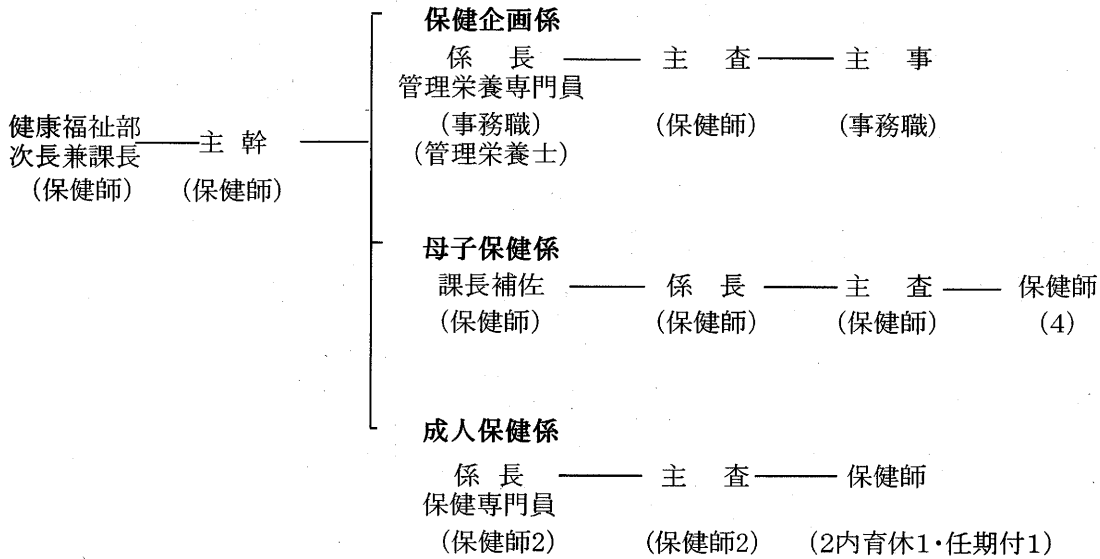 健康福祉部
次長兼課長
(保健師)
主幹
(保健師)
保健企画係
係長 主査 主事
管理栄養専門員
(事務職) (保健師) (事務職)
(管理栄養士)
母子保健係
課長補佐 係長 主査 保健師
(保健師) (保健師) (保健師) (4)
成人保健係
係長 主査 保健師
保健専門員
(保健師2) (保健師2) (2内育休1・任期付1)